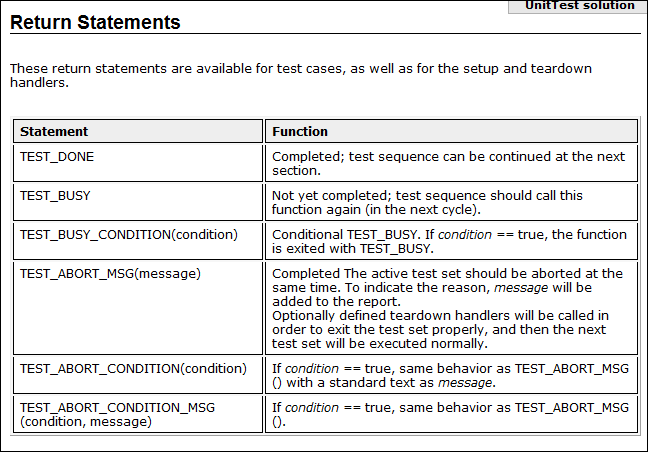 UnitTest solution
Return Statements
These return statements are available for test cases, as well as for the setup and teardown
handlers.
Statement
Function
TEST_DONE
Completed; test sequence can be continued at the next
section.
TEST_BUSY
Not yet completed; test sequence should call this
function again (in the next cycle).
TEST_BUSY_CONDITION(condition)
Conditional TEST_BUSY. If condition == true, the function
is exited with TEST_BUSY.
TEST_ABORT_MSG(message)
Completed The active test set should be aborted at the
same time. To indicate the reason, message will be
added to the report.
Optionally defined teardown handlers will be called in
order to exit the test set properly, and then the next
test set will be executed normally.
TEST_ABORT_CONDITION(condition)
If condition == true, same behavior as TEST_ABORT_MSG
() with a standard text as message.
TEST_ABORT_CONDITION_MSG
(condition, message)
If condition == true, same behavior as TEST_ABORT_MSG
().